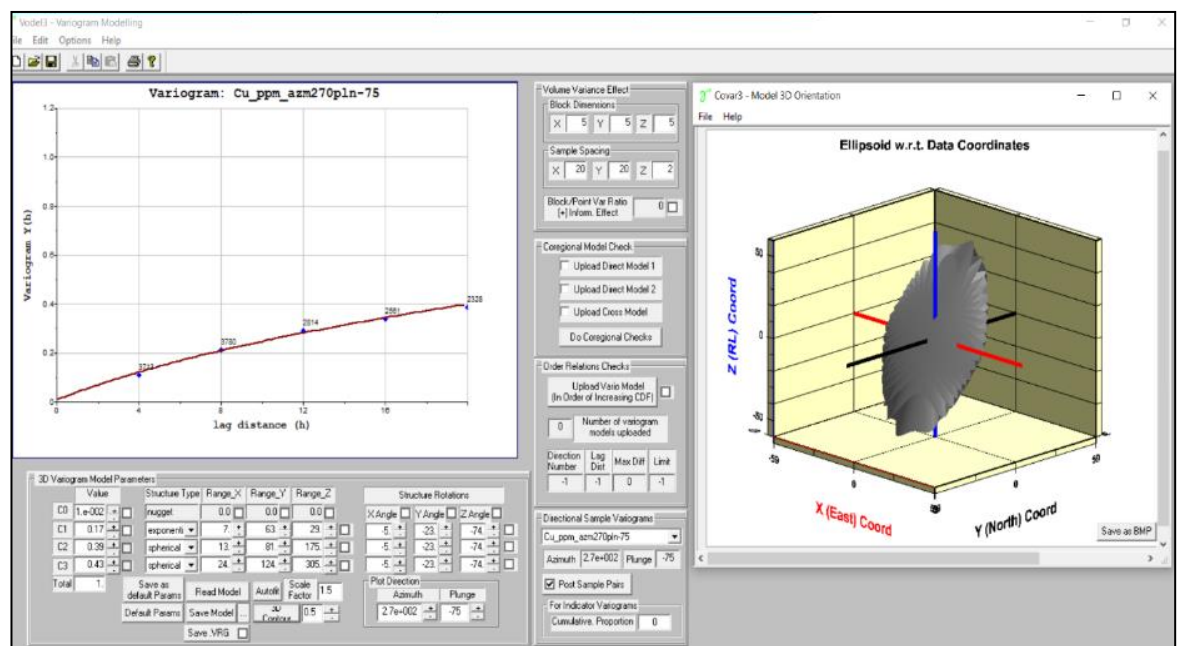 Vodel3 - Variogram Modelling
File Edit Options Help
Variogram: Cu_ppm_azm270pln-75
Variogram Y(h)
1.2
1.0
0.8
0.6
0.4
0.2
0
0 4 8 12 16
3713 3780 2814 2328
lag distance (h)
3D Variogram Model Parameters
Value Structure Type Range_X Range_Y Range_Z
C0 1.e-002 nugget 0.0 0.0 0.0
C1 0.17 exponenti 7. 63. 29.
C2 0.39 spherical 13. 81. 175.
C3 0.43 spherical 24. 124. 305.
Total 1.
Structure Rotations
X Angle Y Angle Z Angle
-5. -23. -74.
-5. -23. -74.
-5. -23. -74.
Save as default Params
Read Model
Autofit
Scale Factor 1.5
Default Params
Save Model ...
3D Contour
0.5
Save .VRG
Plot Direction
Azimuth Plunge
2.7e+002 -75
Volume Variance Effect
Block Dimensions
X 5 Y 5 Z 5
Sample Spacing
X 20 Y 20 Z 2
Block/Point Var Ratio
[+] Inform. Effect
0
Coregional Model Check
Upload Direct Model 1
Upload Direct Model 2
Upload Cross Model
Do Coregional Checks
Order Relations Checks
Upload Vario Model
(In Order of Increasing CDF)
0 Number of variogram
models uploaded
Direction Number Lag Dist Max Diff Limit
-1 -1 0 -1
Directional Sample Variograms
Cu_ppm_azm270pln-75
Azimuth 2.7e+002 Plunge -75
Post Sample Pairs
For Indicator Variograms
Cumulative. Proportion 0
Covar3 - Model 3D Orientation
File Help
Ellipsoid w.r.t. Data Coordinates
Z (RL) Coord
0
X (East) Coord
0
Y (North) Coord
0
Save as BMP